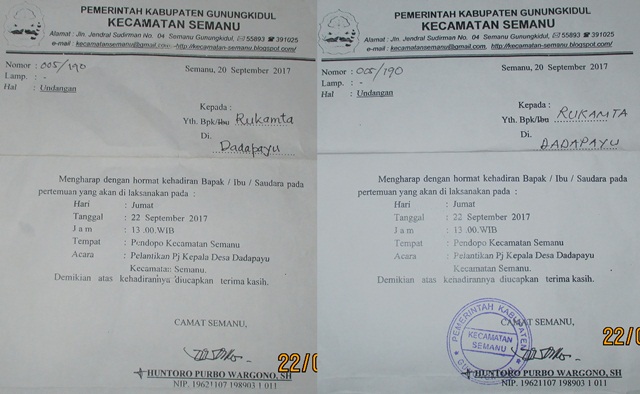 PEMERINTAH KABUPATEN GUNUNGKIDUL
KECAMATAN SEMANU
Alamat : Jln. Jendral Sudirman No. 04 Semanu Gunungkidul, ✉ 55893 ☎ 391025
e-mail : kecamatansemanu@gmail.com -http://kecamatan-semanu.blogspot.com/
Nomor : 005/190
Semanu, 20 September 2017
Lamp. : -
Hal : Undangan
Kepada :
Yth. Bpk/Ibu Rukamta
Di.
Dadapayu
Mengharap dengan hormat kehadiran Bapak / Ibu / Saudara pada
pertemuan yang akan di laksanakan pada :
Hari : Jumat
Tanggal : 22 September 2017
J a m : 13 .00.WIB
Tempat : Pendopo Kecamatan Semanu
Acara : Pelantikan Pj Kepala Desa Dadapayu
Kecamatan Semanu.
Demikian atas kehadirannya diucapkan terima kasih.
CAMAT SEMANU,
HUNTORO PURBO WARGONO, SH
NIP. 19621107 198903 1 011
22/0
PEMERINTAH KABUPATEN GUNUNGKIDUL
KECAMATAN SEMANU
Alamat : Jln. Jendral Sudirman No. 04 Semanu Gunungkidul, ✉ 55893 ☎ 391025
e-mail : kecamatansemanu@gmail.com, http://kecamatan-semanu.blogspot.com/
Nomor : 005/190
Semanu, 20 September 2017
Lamp. : -
Hal : Undangan
Kepada :
Yth. Bpk/Ibu RUKAMTA
Di.
DADAPAYU
Mengharap dengan hormat kehadiran Bapak / Ibu / Saudara pada
pertemuan yang akan di laksanakan pada :
Hari : Jumat
Tanggal : 22 September 2017
J a m : 13 .00.WIB
Tempat : Pendopo Kecamatan Semanu
Acara : Pelantikan Pj Kepala Desa Dadapayu
Kecamatan Semanu.
Demikian atas kehadirannya diucapkan terima kasih.
CAMAT SEMANU,
PEMERINTAH KABUPATEN
KECAMATAN
SEMANU
HUNTORO PURBO WARGONO, SH
NIP. 19621107 198903 1 011
22/0